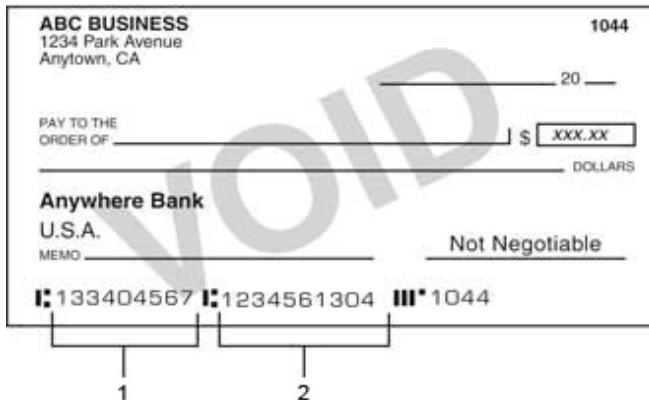 ABC BUSINESS 1044
1234 Park Avenue
Anytown, CA
20
PAY TO THE
ORDER OF $ XXX.XX
DOLLARS
VOID
Anywhere Bank
U.S.A.
MEMO Not Negotiable
⑆133404567⑆1234561304 ⑈1044
1 2